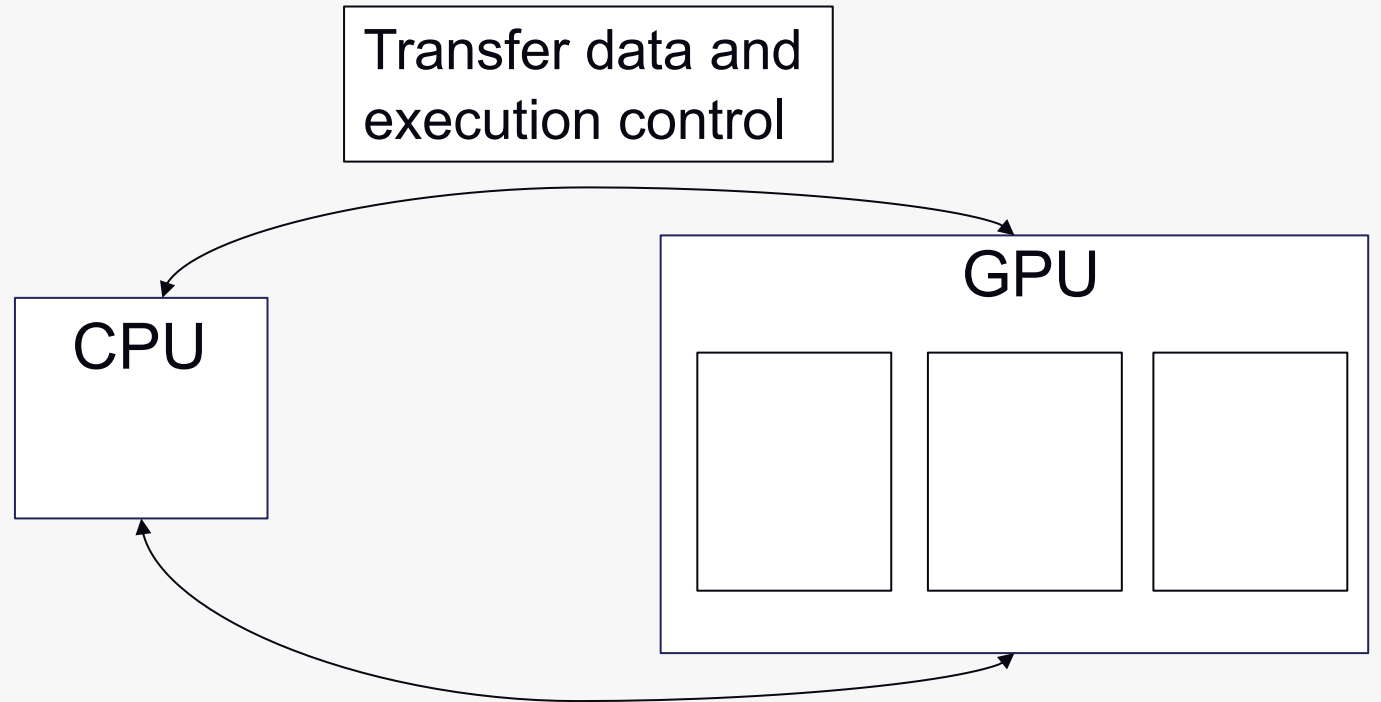 Transfer data and
execution control
GPU
CPU